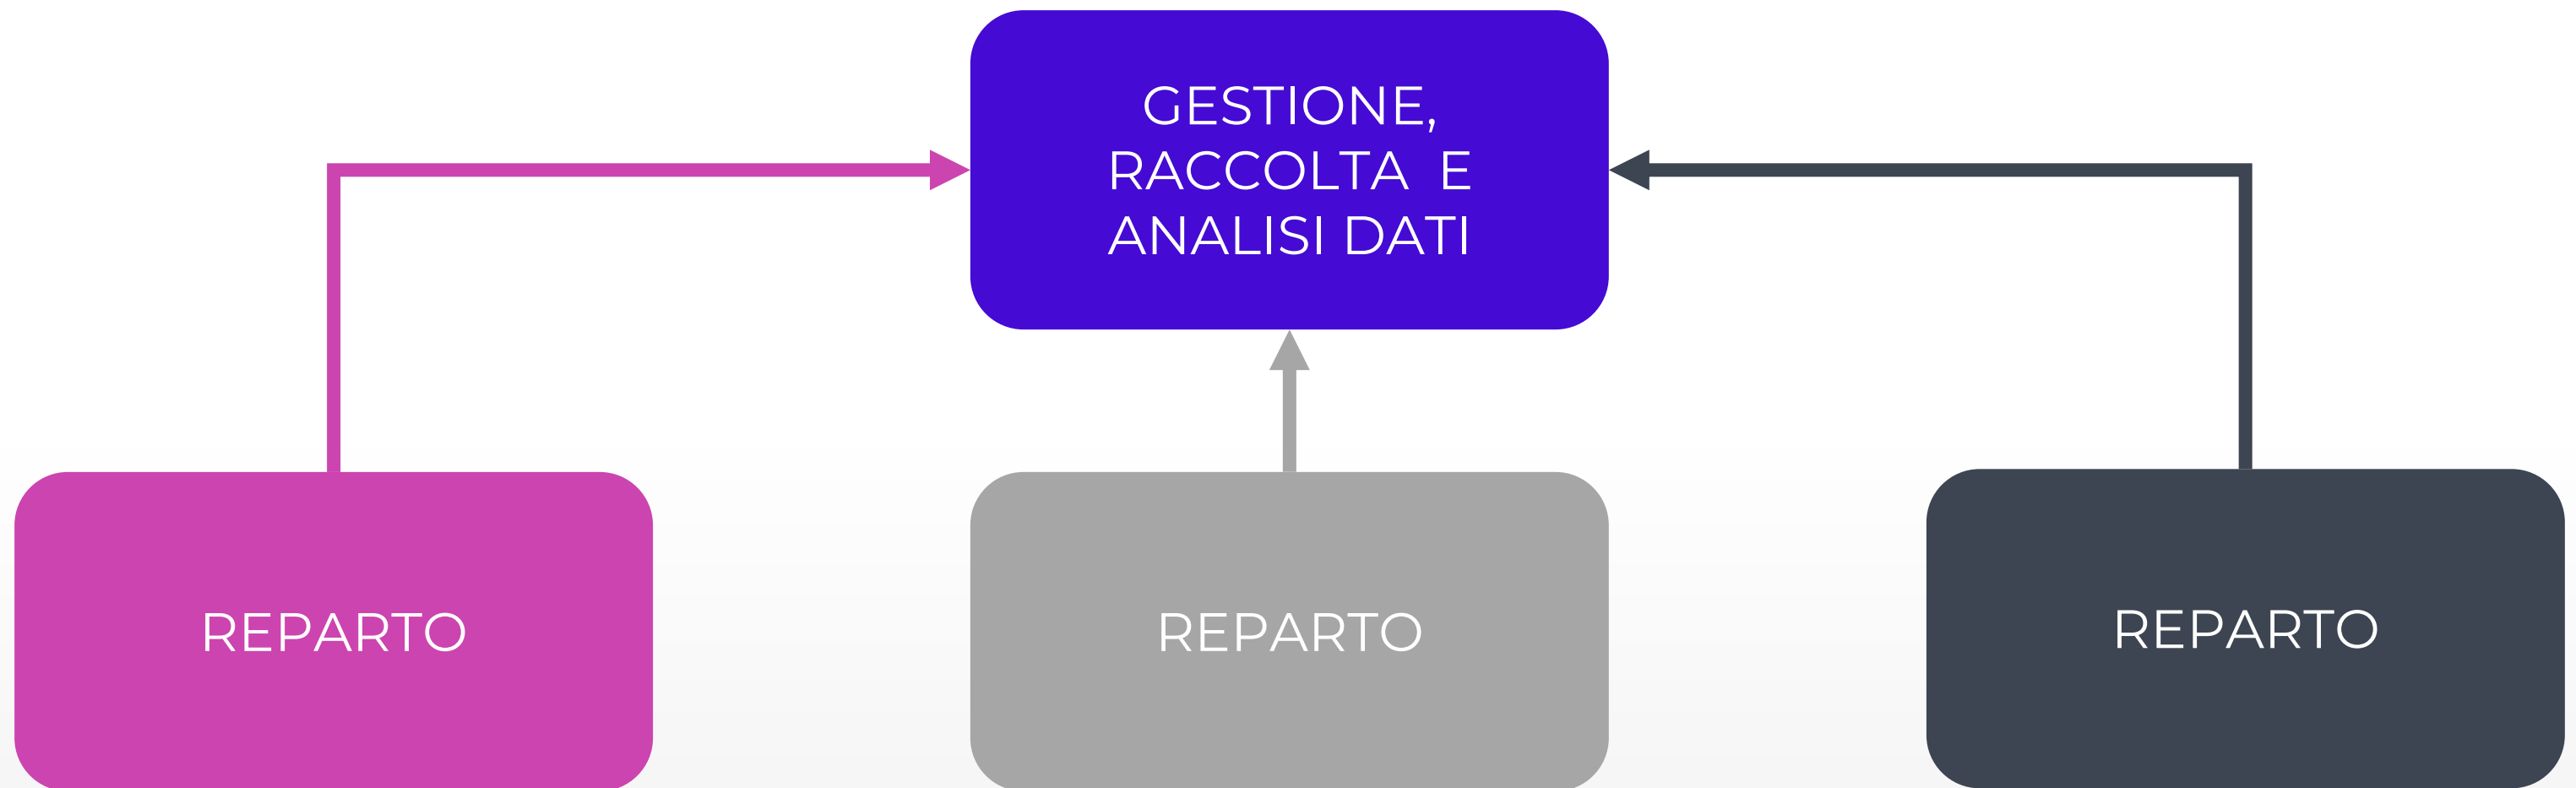 GESTIONE,
RACCOLTA  E
ANALISI DATI
REPARTO
REPARTO
REPARTO